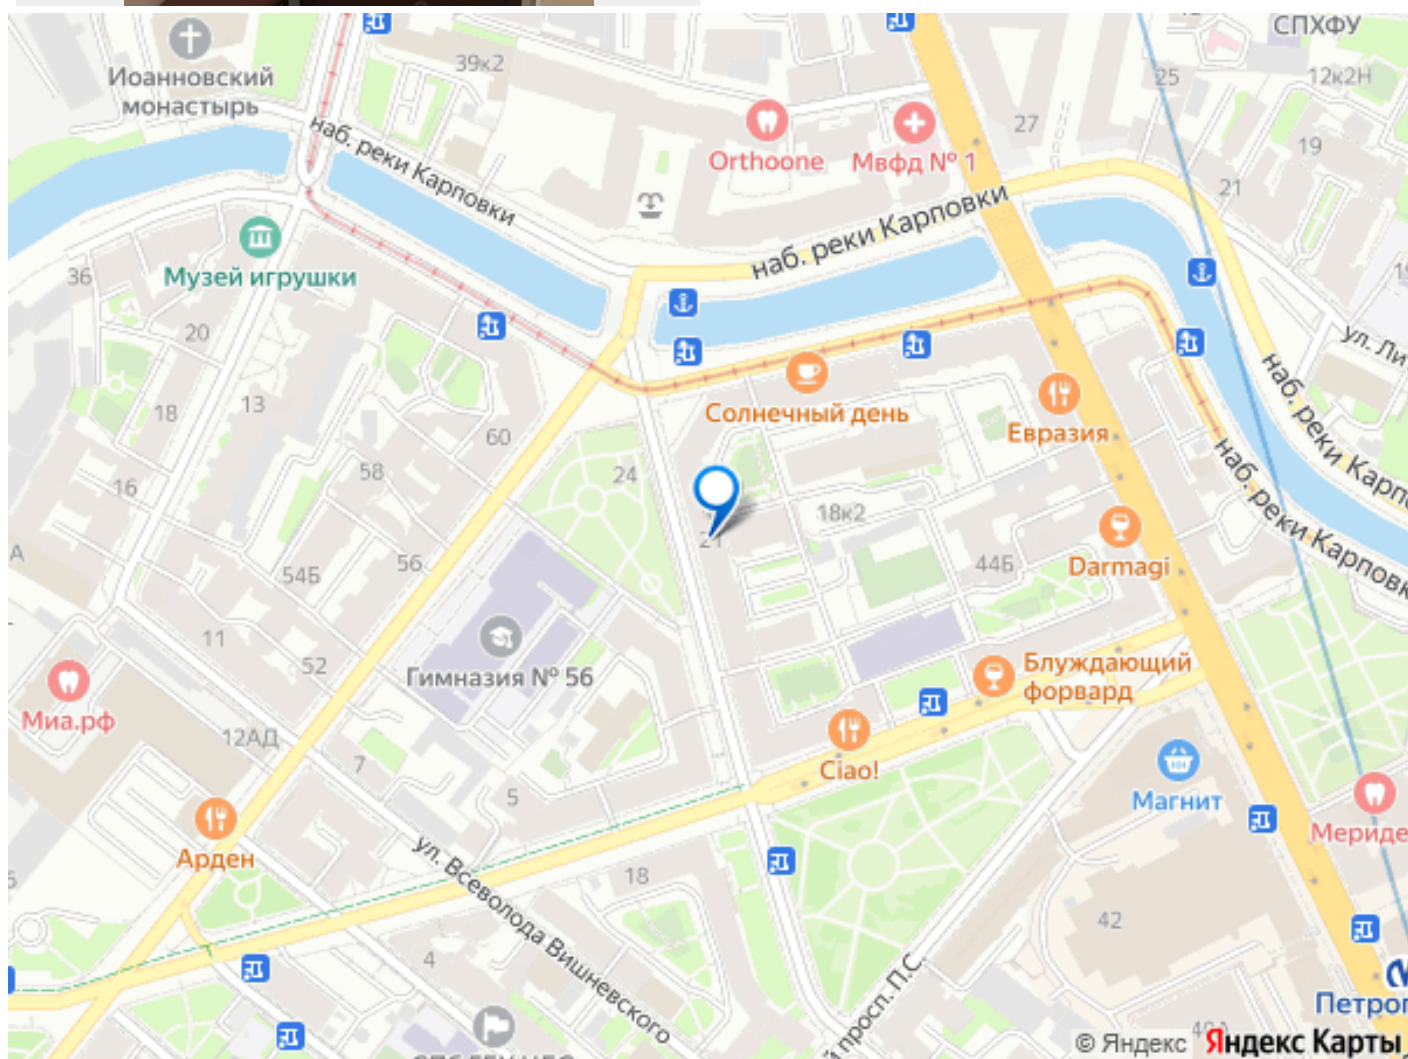 СПХФУ
Иоанновский
монастырь
39к2
25
12к2Н
наб. реки Карповки
Orthoone
Мвфд № 1
27
19
21
наб. реки Карповки
36
Музей игрушки
20
ул. Ли
наб. реки Карпо
18
13
Солнечный день
Евразия
60
58
24
16
18к2
21
наб. реки Карповк
А
54Б
56
44Б
Darmagi
11
52
Гимназия № 56
Блуждающий
форвард
Миа.рф
12АД
7
5
Ciao!
Магнит
Мериде
Арден
ул. Всеволода Вишневского
18
42
4
просп. П.С.
Петрог
© Яндекс
Яндекс Карты